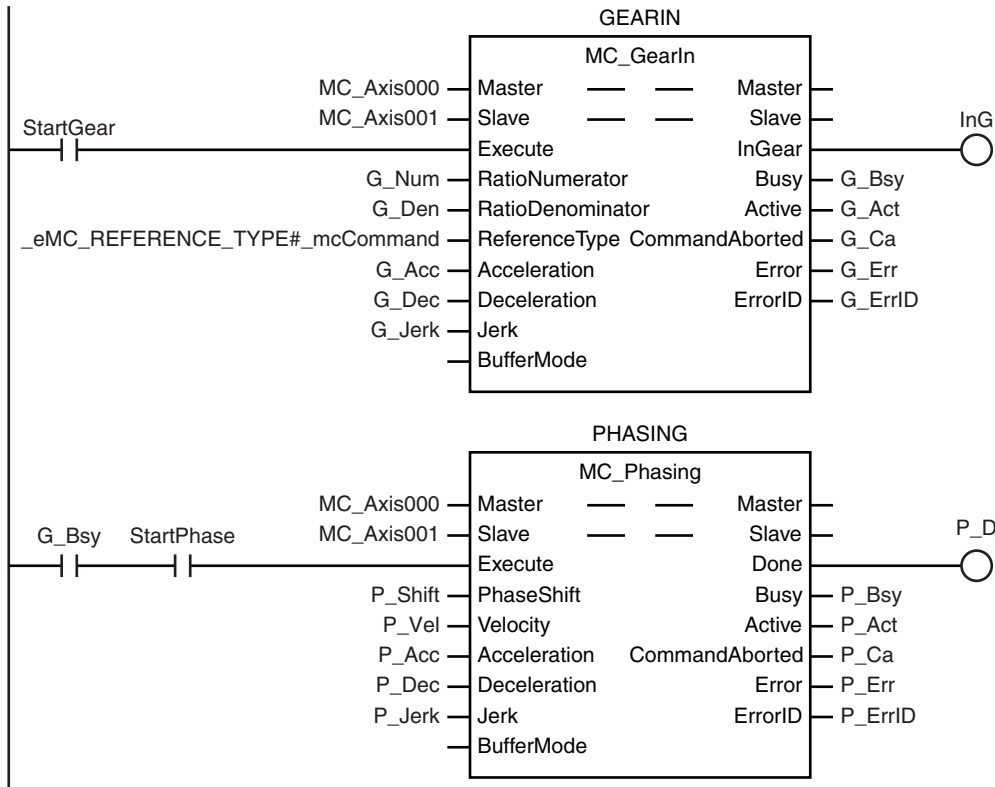 GEARIN
MC_GearIn
MC_Axis000 Master Master
MC_Axis001 Slave Slave
StartGear Execute InGear InG
G_Num RatioNumerator Busy G_Bsy
G_Den RatioDenominator Active G_Act
_eMC_REFERENCE_TYPE#_mcCommand ReferenceType CommandAborted G_Ca
G_Acc Acceleration Error G_Err
G_Dec Deceleration ErrorID G_ErrID
G_Jerk Jerk
BufferMode
PHASING
MC_Phasing
MC_Axis000 Master Master
MC_Axis001 Slave Slave
G_Bsy StartPhase Execute Done P_D
P_Shift PhaseShift Busy P_Bsy
P_Vel Velocity Active P_Act
P_Acc Acceleration CommandAborted P_Ca
P_Dec Deceleration Error P_Err
P_Jerk Jerk ErrorID P_ErrID
BufferMode